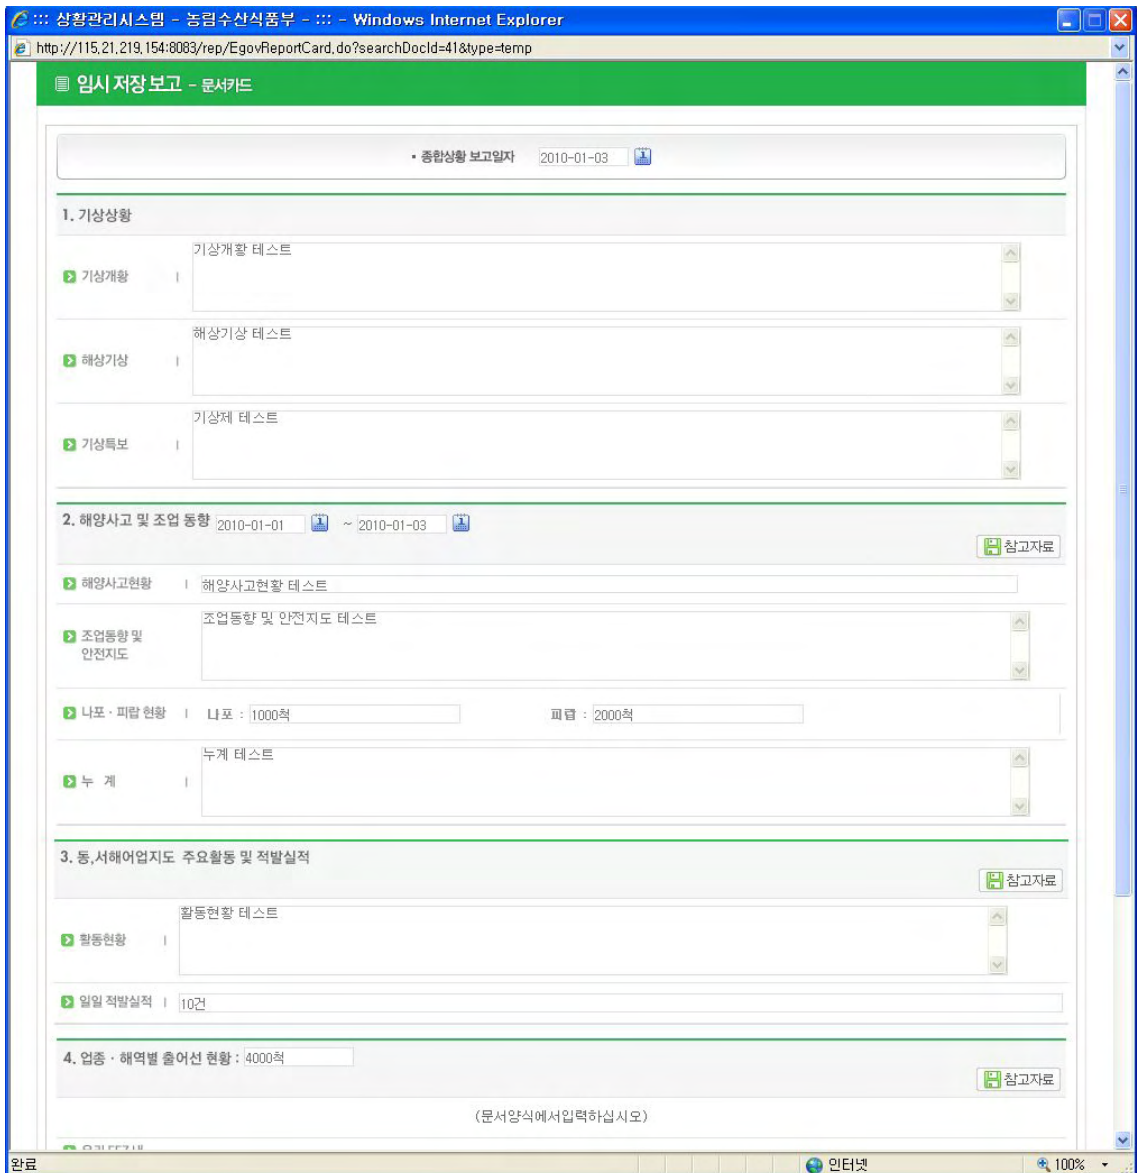 ::: 상황관리시스템 - 농림수산식품부 - ::: - Windows Internet Explorer
http://115.21.219.154:8083/rep/EgovReportCard.do?searchDocId=41&type=temp
임시 저장 보고 - 문서카드
• 종합상황 보고일자 2010-01-03
1. 기상상황
기상개황 | 기상개황 테스트
해상기상 | 해상기상 테스트
기상특보 | 기상제 테스트
2. 해양사고 및 조업 동향 2010-01-01 ~ 2010-01-03
참고자료
해양사고현황 | 해양사고현황 테스트
조업동향 및
안전지도
조업동향 및 안전지도 테스트
나포 · 피랍 현황 | 나포 : 1000척 피랍 : 2000척
누 계 | 누계 테스트
3. 동,서해어업지도 주요활동 및 적발실적
참고자료
활동현황 | 활동현황 테스트
일일 적발실적 | 10건
4. 업종 · 해역별 출어선 현황 : 4000척
참고자료
(문서양식에서입력하십시오)
완료 인터넷 100%